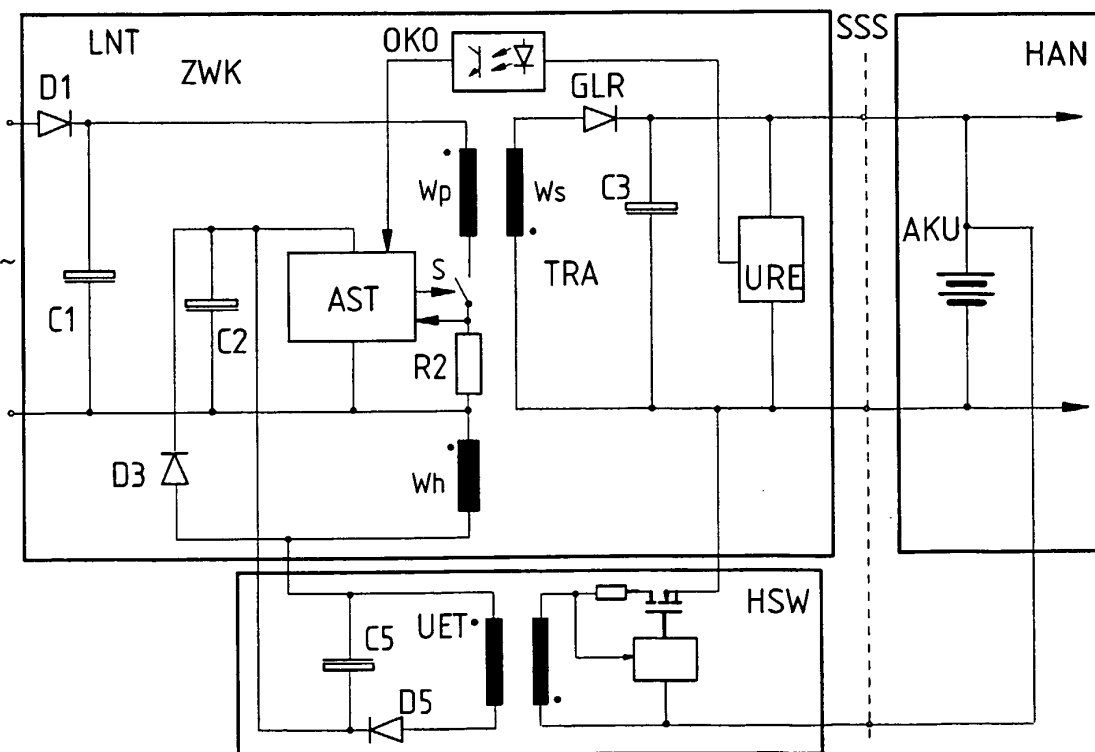 LNT
OKO
SSS
HAN
ZWK
D1
GLR
Wp
Ws
C3
AKU
~
S
TRA
URE
AST
C1
C2
R2
D3
Wh
HSW
UET
C5
D5